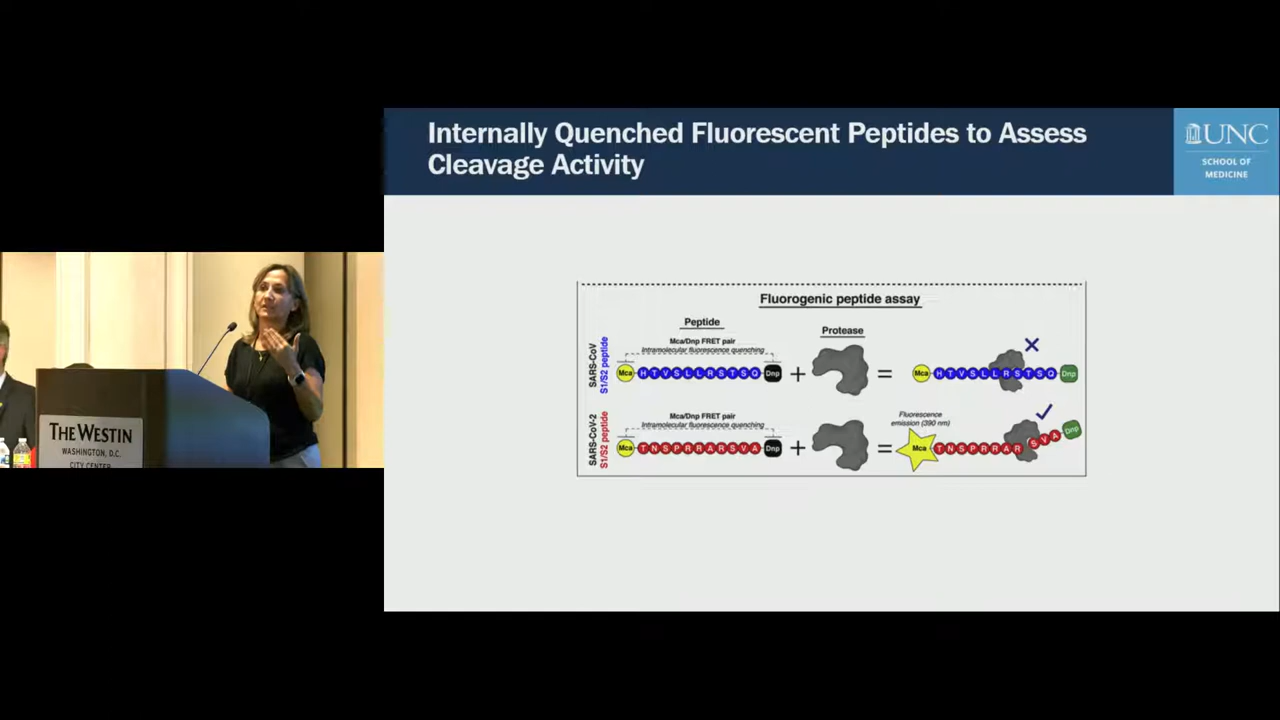 Internally Quenched Fluorescent Peptides to Assess
Cleavage Activity
UNC
SCHOOL OF
MEDICINE
Fluorogenic peptide assay
Peptide
Protease
SARS-CoV
S1/S2 peptide
Mca/Dnp FRET pair
Intramolecular fluorescence quenching
Mca H T V S L L R S T S Q Dnp + = Mca H T V S L L R S T S Q Dnp
SARS-CoV-2
S1/S2 peptide
Mca/Dnp FRET pair
Intramolecular fluorescence quenching
Fluorescence
emission (390 nm)
Mca T N S P R R A R S V A Dnp + = Mca T N S P R R A R S V A Dnp
THE WESTIN
WASHINGTON, D.C.
CITY CENTER